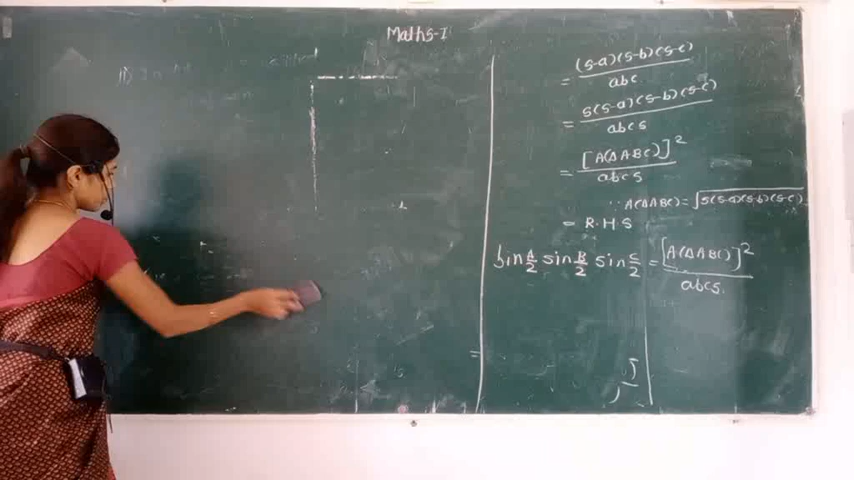 Maths-I
= (s-a)(s-b)(s-c) / abc
= s(s-a)(s-b)(s-c) / abcs
= [A(ΔABC)]² / abcs
∵ A(ΔABC) = √s(s-a)(s-b)(s-c)
= R.H.S
sin A/2 sin B/2 sin C/2 = [A(ΔABC)]² / abcs.